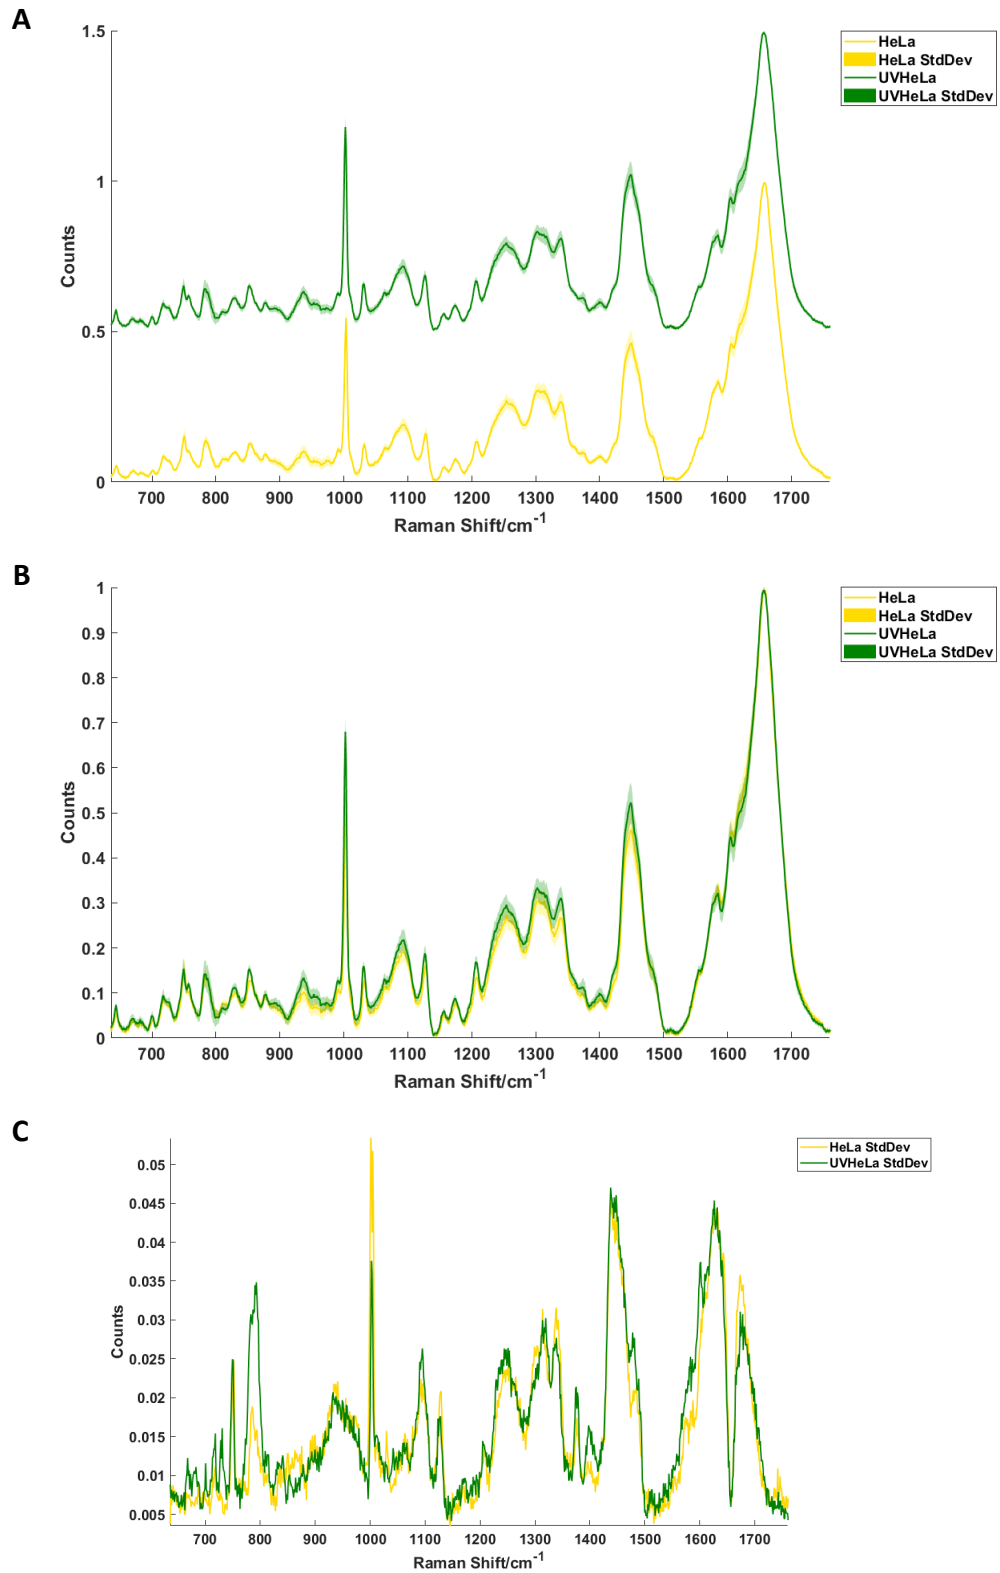 A
1.5
1
0.5
0
Counts
700 800 900 1000 1100 1200 1300 1400 1500 1600 1700
Raman Shift/cm-1
HeLa
HeLa StdDev
UVHeLa
UVHeLa StdDev
B
1
0.9
0.8
0.7
0.6
0.5
0.4
0.3
0.2
0.1
0
Counts
700 800 900 1000 1100 1200 1300 1400 1500 1600 1700
Raman Shift/cm-1
HeLa
HeLa StdDev
UVHeLa
UVHeLa StdDev
C
0.05
0.045
0.04
0.035
0.03
0.025
0.02
0.015
0.01
0.005
Counts
700 800 900 1000 1100 1200 1300 1400 1500 1600 1700
Raman Shift/cm-1
HeLa StdDev
UVHeLa StdDev